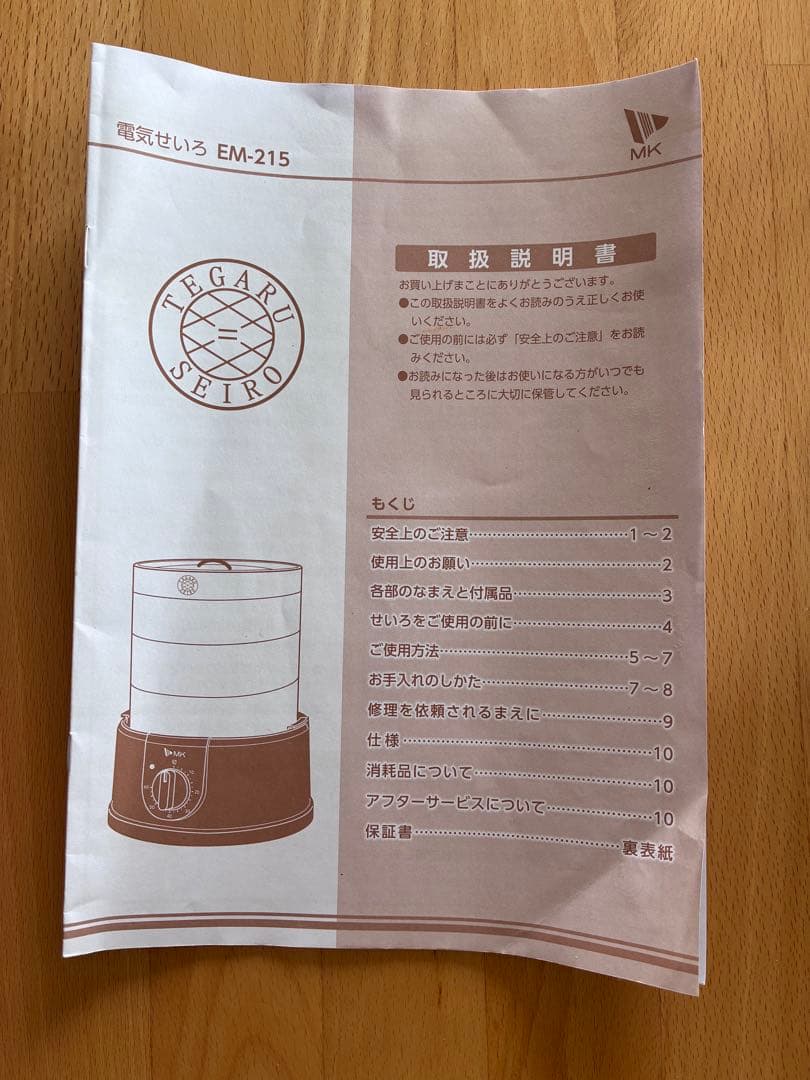 電気せいろ EM-215
MK
TEGARU
SEIRO
取扱説明書
お買い上げまことにありがとうございます。
●この取扱説明書をよくお読みのうえ正しくお使
いください。
●ご使用の前には必ず「安全上のご注意」をお読
みください。
●お読みになった後はお使いになる方がいつでも
見られるところに大切に保管してください。
もくじ
安全上のご注意……………………………1～2
使用上のお願い……………………………2
各部のなまえと付属品……………………3
せいろをご使用の前に……………………4
ご使用方法…………………………………5～7
お手入れのしかた…………………………7～8
修理を依頼されるまえに…………………9
仕様…………………………………………10
消耗品について……………………………10
アフターサービスについて………………10
保証書………………………………………裏表紙
MK